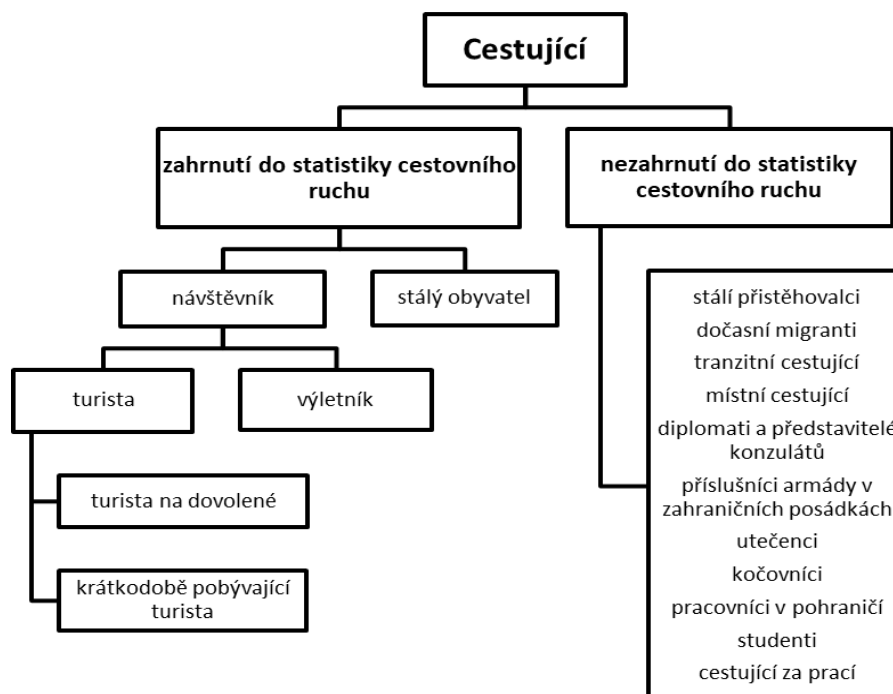 Cestující
zahrnutí do statistiky cestovního
ruchu
nezahrnutí do statistiky
cestovního ruchu
návštěvník
stálý obyvatel
turista
výletník
turista na dovolené
krátkodobě pobývající
turista
stálí přistěhovalci
dočasní migranti
tranzitní cestující
místní cestující
diplomati a představitelé
konzulátů
příslušníci armády v
zahraničních posádkách
utečenci
kočovníci
pracovníci v pohraničí
studenti
cestující za prací